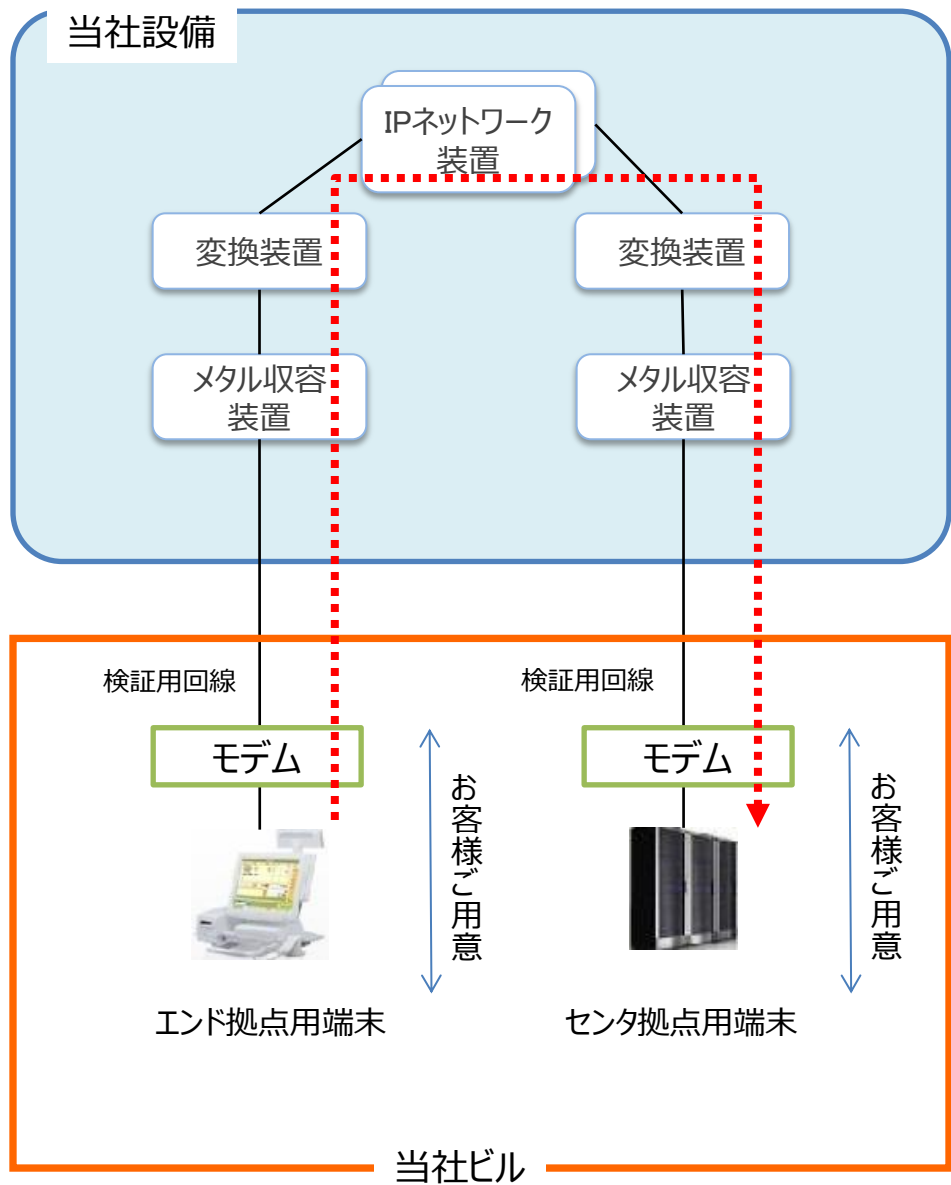 当社設備
IPネットワーク
装置
変換装置
変換装置
メタル収容
装置
メタル収容
装置
検証用回線
検証用回線
モデム
モデム
お客様ご用意
お客様ご用意
エンド拠点用端末
センタ拠点用端末
当社ビル